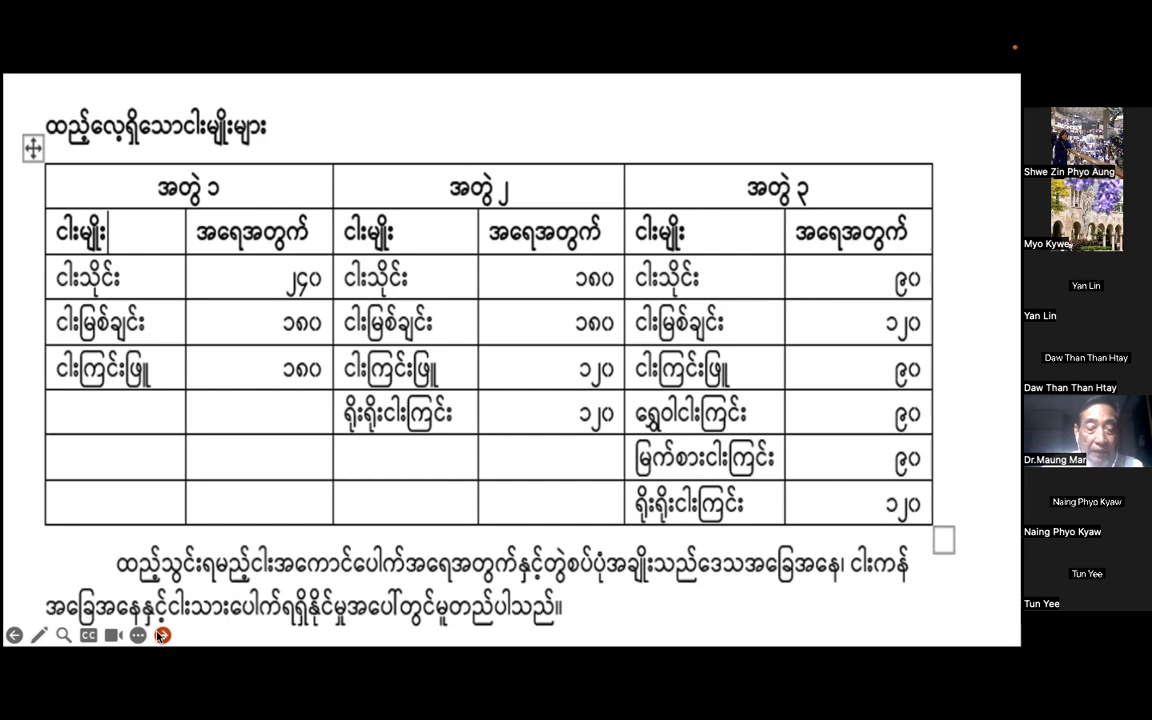 ထည့်လေ့ရှိသောငါးမျိုးများ
အတွဲ ၁ အတွဲ ၂ အတွဲ ၃
ငါးမျိုး အရေအတွက် ငါးမျိုး အရေအတွက် ငါးမျိုး အရေအတွက်
ငါးသိုင်း ၂၄၀ ငါးသိုင်း ၁၈၀ ငါးသိုင်း ၉၀
ငါးမြစ်ချင်း ၁၈၀ ငါးမြစ်ချင်း ၁၈၀ ငါးမြစ်ချင်း ၁၂၀
ငါးကြင်းဖြူ ၁၈၀ ငါးကြင်းဖြူ ၁၂၀ ငါးကြင်းဖြူ ၉၀
ရိုးရိုးငါးကြင်း ၁၂၀ ရွှေဝါငါးကြင်း ၉၀
မြက်စားငါးကြင်း ၉၀
ရိုးရိုးငါးကြင်း ၁၂၀
ထည့်သွင်းရမည့်ငါးအကောင်ပေါက်အရေအတွက်နှင့်တွဲစပ်ပုံအချိုးသည်ဒေသအခြေအနေ၊ ငါးကန်
အခြေအနေနှင့်ငါးသားပေါက်ရရှိနိုင်မှုအပေါ်တွင်မူတည်ပါသည်။
CC
Shwe Zin Phyo Aung
Myo Kywe
Yan Lin
Yan Lin
Daw Than Than Htay
Daw Than Than Htay
Dr.Maung Mar
Naing Phyo Kyaw
Naing Phyo Kyaw
Tun Yee
Tun Yee